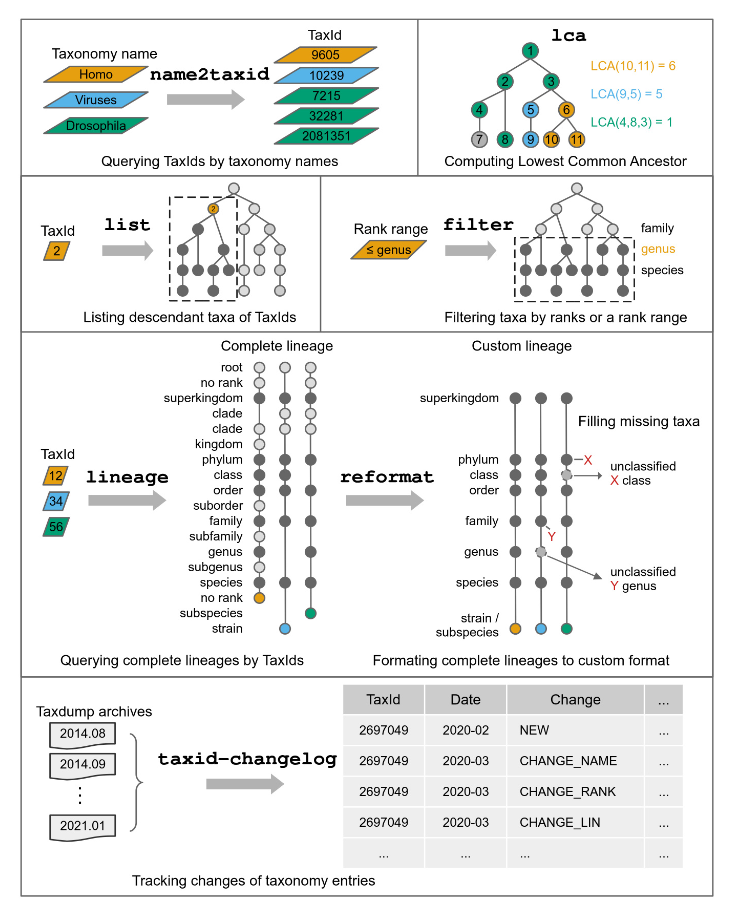 Taxonomy name
Homo
Viruses
Drosophila
name2taxid
TaxId
9605
10239
7215
32281
2081351
Querying TaxIds by taxonomy names
lca
1
2
3
4
5
6
7
8
9
10
11
LCA(10,11) = 6
LCA(9,5) = 5
LCA(4,8,3) = 1
Computing Lowest Common Ancestor
TaxId
2
list
2
Listing descendant taxa of TaxIds
Rank range
≤ genus
filter
family
genus
species
Filtering taxa by ranks or a rank range
TaxId
12
34
56
lineage
Complete lineage
root
no rank
superkingdom
clade
clade
kingdom
phylum
class
order
suborder
family
subfamily
genus
subgenus
species
no rank
subspecies
strain
Querying complete lineages by TaxIds
reformat
Custom lineage
superkingdom
Filling missing taxa
phylum
X
class
unclassified
X class
order
family
Y
genus
unclassified
Y genus
species
strain /
subspecies
Formating complete lineages to custom format
Taxdump archives
2014.08
2014.09
⋮
2021.01
taxid-changelog
TaxId Date Change ...
2697049 2020-02 NEW ...
2697049 2020-03 CHANGE_NAME ...
2697049 2020-03 CHANGE_RANK ...
2697049 2020-03 CHANGE_LIN ...
... ... ... ...
Tracking changes of taxonomy entries